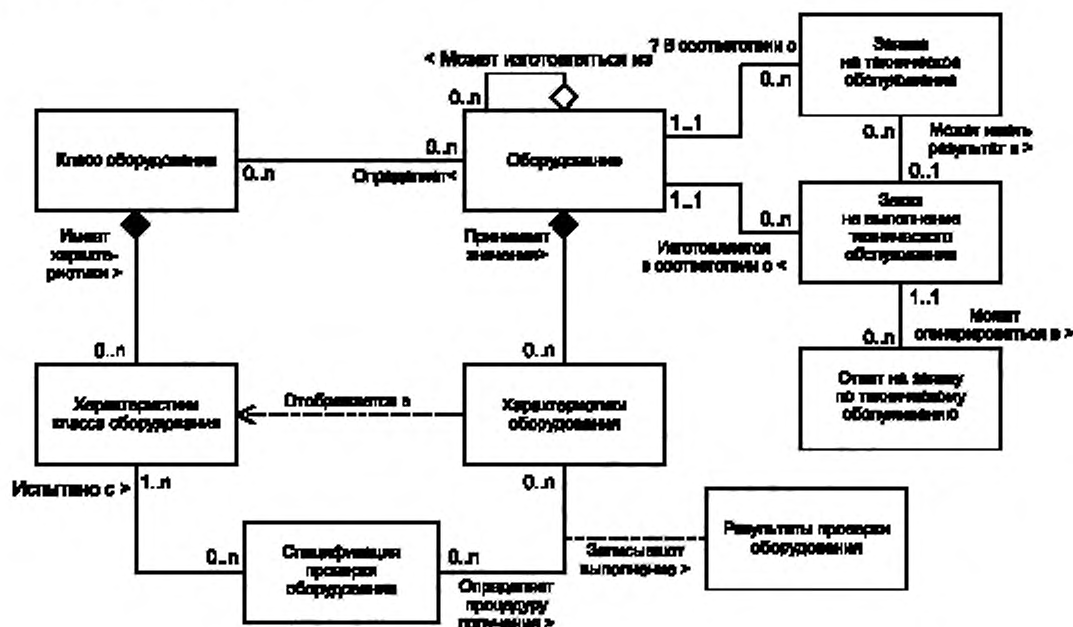 < Может изготовляться из
0..n
? В соответствии с
0..n
1..1
Заявка
на техническое
обслуживание
0..n
Может иметь
результат в >
0..1
Класс оборудования
0..n
0..n
Определяет<
Оборудование
1..1
0..n
Изготовляется
в соответствии с <
Заказ
на выполнение
технического
обслуживания
1..1
Может
0..n
Ответ на заявку
по техническому
обслуживанию
Имеет
характе-
ристики >
0..n
Принимает
значения>
0..n
Характеристики
класса оборудования
Отображается в
Характеристики
оборудования
Испытано с >
1..n
0..n
0..n
0..n
Спецификация
проверки
оборудования
Определяет
процедуру
получения >
Записывают
выполнение >
Результаты проверки
оборудования